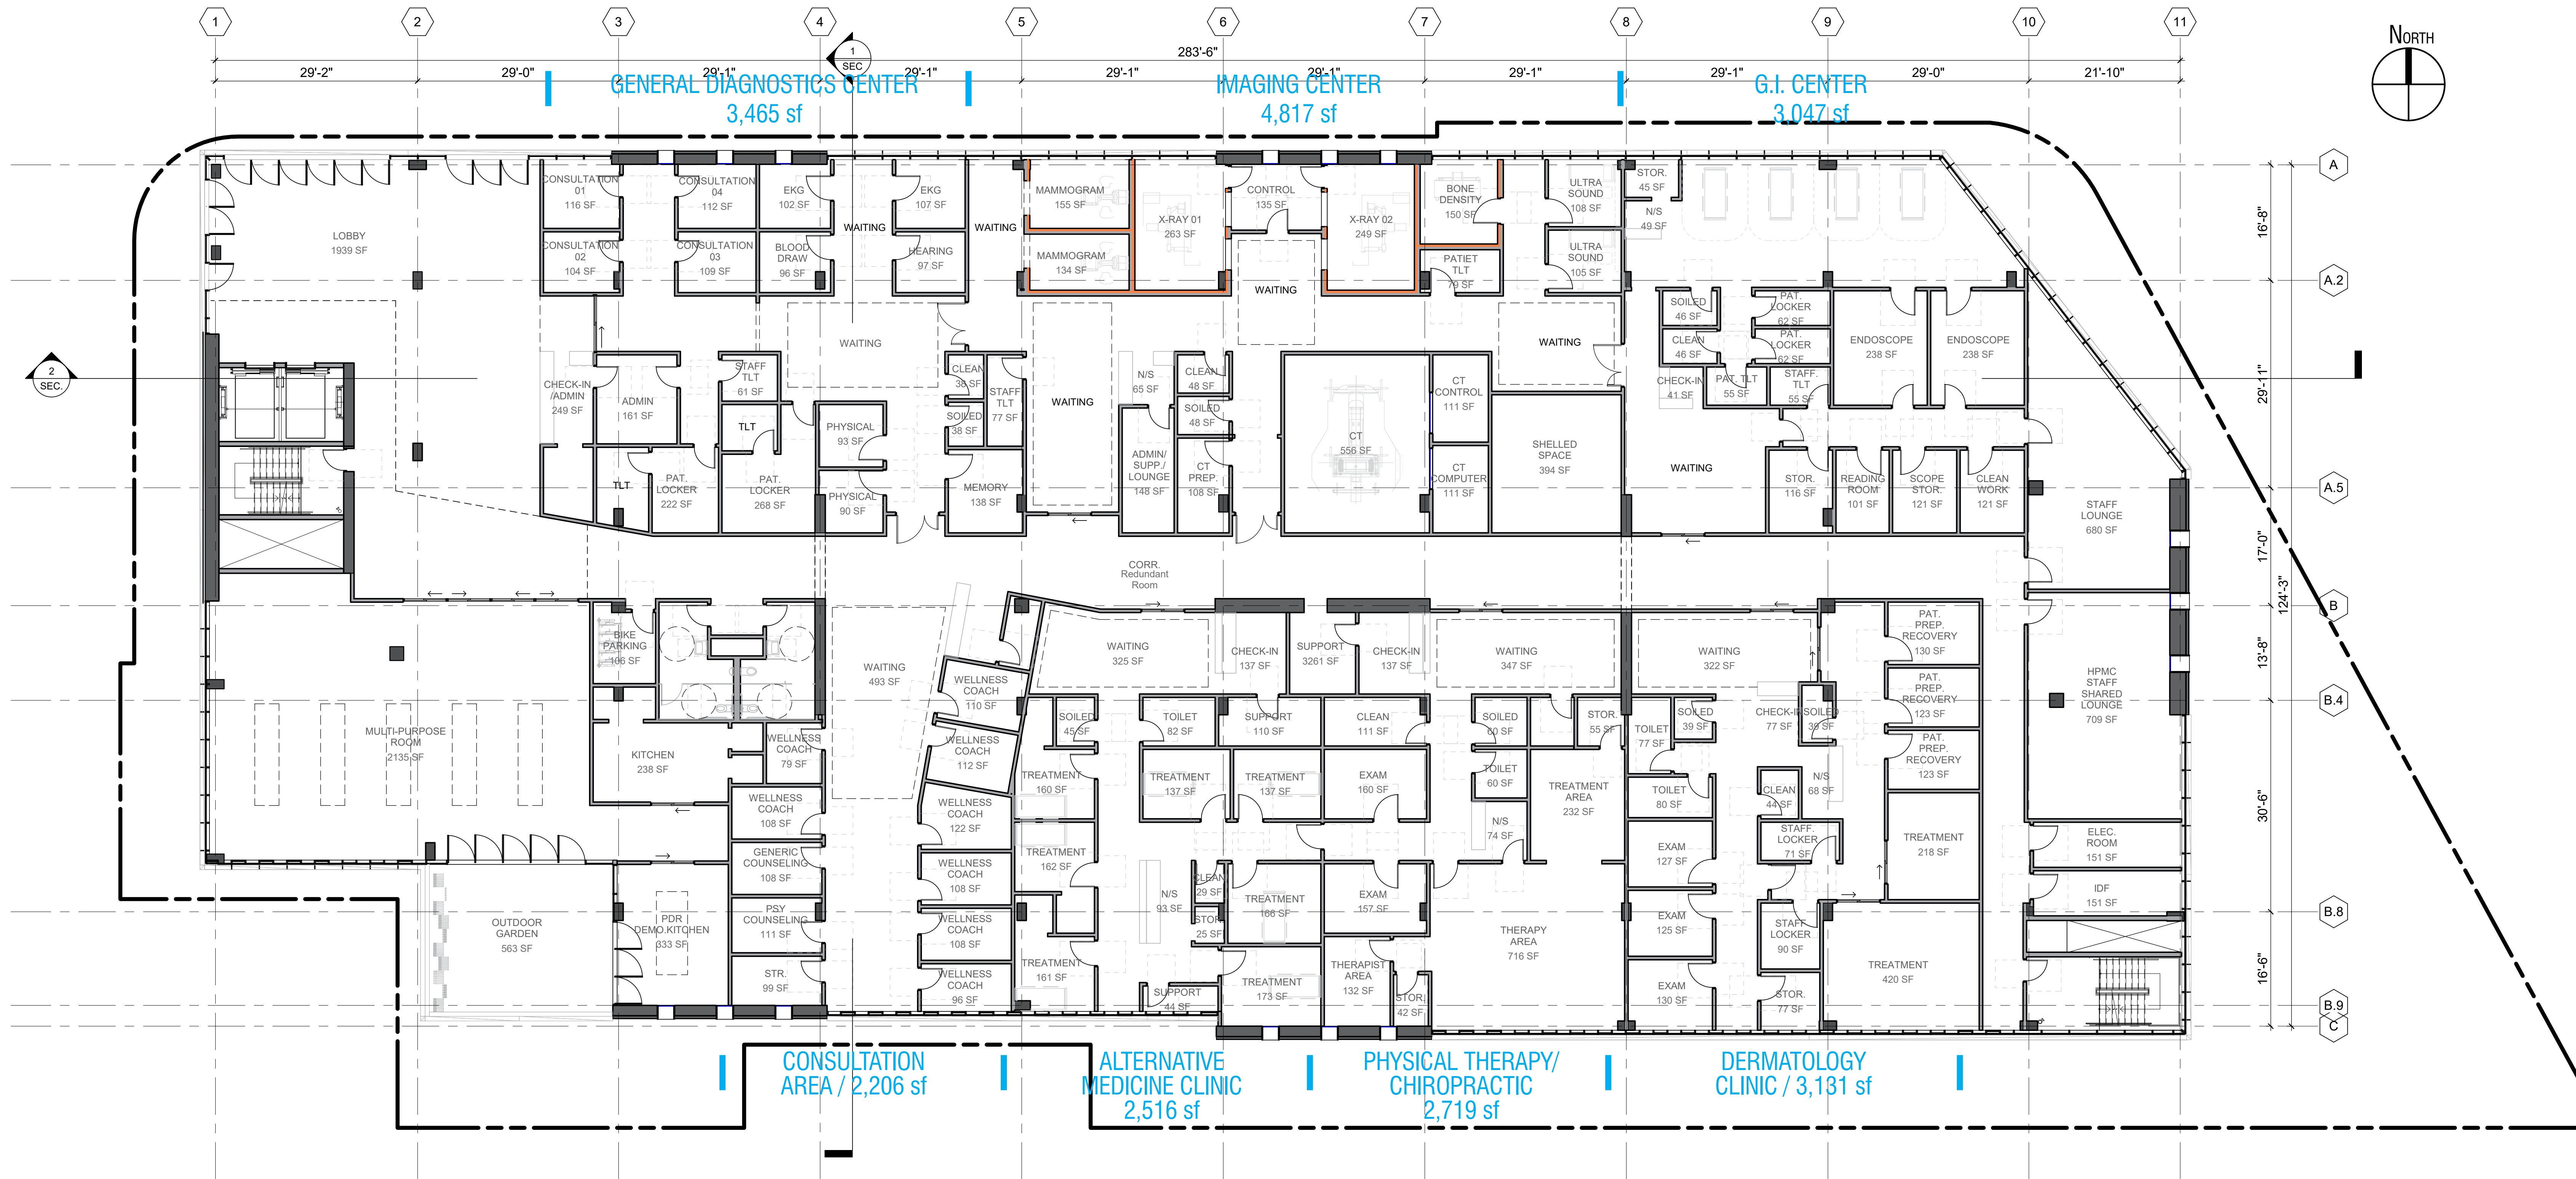 1
2
3
4
5
6
7
8
9
10
11
NORTH
1
SEC
283'-6"
29'-2"
29'-0"
29'-1"
29'-1"
29'-1"
29'-1"
29'-1"
29'-1"
29'-0"
21'-10"
GENERAL DIAGNOSTICS CENTER
3,465 sf
IMAGING CENTER
4,817 sf
G.I. CENTER
3,047 sf
A
A.2
A.5
B
B.4
B.8
B.9
C
16'-8"
29'-11"
17'-0"
124'-3"
13'-8"
30'-6"
16'-6"
2
SEC.
LOBBY
1939 SF
CONSULTATION
01
116 SF
CONSULTATION
04
112 SF
EKG
102 SF
EKG
107 SF
CONSULTATION
02
104 SF
CONSULTATION
03
109 SF
BLOOD
DRAW
96 SF
WAITING
HEARING
97 SF
WAITING
MAMMOGRAM
155 SF
MAMMOGRAM
134 SF
X-RAY 01
263 SF
CONTROL
135 SF
X-RAY 02
249 SF
WAITING
BONE
DENSITY
150 SF
PATIET
TLT
79 SF
ULTRA
SOUND
108 SF
ULTRA
SOUND
105 SF
STOR.
45 SF
N/S
49 SF
CHECK-IN
/ADMIN
249 SF
ADMIN
161 SF
STAFF
TLT
61 SF
WAITING
TLT
TLT
PAT.
LOCKER
222 SF
PAT.
LOCKER
268 SF
PHYSICAL
93 SF
PHYSICAL
90 SF
CLEAN
38 SF
SOILED
38 SF
STAFF
TLT
77 SF
MEMORY
138 SF
WAITING
N/S
65 SF
CLEAN
48 SF
SOILED
48 SF
ADMIN/
SUPP./
LOUNGE
148 SF
CT
PREP.
108 SF
CT
556 SF
CT
CONTROL
111 SF
CT
COMPUTER
111 SF
WAITING
SHELLED
SPACE
394 SF
SOILED
46 SF
CLEAN
46 SF
PAT.
LOCKER
62 SF
PAT.
LOCKER
62 SF
CHECK-IN
41 SF
PAT. TLT
55 SF
STAFF.
TLT
55 SF
ENDOSCOPE
238 SF
ENDOSCOPE
238 SF
WAITING
STOR.
116 SF
READING
ROOM
101 SF
SCOPE
STOR.
121 SF
CLEAN
WORK
121 SF
STAFF
LOUNGE
680 SF
CORR.
Redundant
Room
BIKE
PARKING
106 SF
WAITING
493 SF
WELLNESS
COACH
110 SF
WELLNESS
COACH
112 SF
WAITING
325 SF
CHECK-IN
137 SF
SUPPORT
3261 SF
CHECK-IN
137 SF
WAITING
347 SF
WAITING
322 SF
PAT.
PREP.
RECOVERY
130 SF
PAT.
PREP.
RECOVERY
123 SF
PAT.
PREP.
RECOVERY
123 SF
HPMC
STAFF
SHARED
LOUNGE
709 SF
MULTI-PURPOSE
ROOM
2135 SF
KITCHEN
238 SF
WELLNESS
COACH
79 SF
WELLNESS
COACH
108 SF
GENERIC
COUNSELING
108 SF
PSY
COUNSELING
111 SF
STR.
99 SF
WELLNESS
COACH
122 SF
WELLNESS
COACH
108 SF
WELLNESS
COACH
108 SF
WELLNESS
COACH
96 SF
SOILED
45 SF
TOILET
82 SF
SUPPORT
110 SF
CLEAN
111 SF
SOILED
60 SF
STOR.
55 SF
TOILET
77 SF
SOILED
39 SF
CHECK-IN
77 SF
SOILED
39 SF
TREATMENT
160 SF
TREATMENT
137 SF
TREATMENT
137 SF
EXAM
160 SF
TOILET
60 SF
TREATMENT
AREA
232 SF
TOILET
80 SF
CLEAN
44 SF
N/S
68 SF
TREATMENT
162 SF
N/S
74 SF
EXAM
127 SF
STAFF.
LOCKER
71 SF
TREATMENT
218 SF
ELEC.
ROOM
151 SF
IDF
151 SF
OUTDOOR
GARDEN
563 SF
PDR
DEMO.KITCHEN
333 SF
N/S
93 SF
CLEAN
29 SF
STOR.
25 SF
TREATMENT
166 SF
EXAM
157 SF
THERAPY
AREA
716 SF
EXAM
125 SF
STAFF
LOCKER
90 SF
TREATMENT
420 SF
TREATMENT
161 SF
SUPPORT
44 SF
TREATMENT
173 SF
THERAPIST
AREA
132 SF
STOR.
42 SF
EXAM
130 SF
STOR.
77 SF
CONSULTATION
AREA / 2,206 sf
ALTERNATIVE
MEDICINE CLINIC
2,516 sf
PHYSICAL THERAPY/
CHIROPRACTIC
2,719 sf
DERMATOLOGY
CLINIC / 3,131 sf